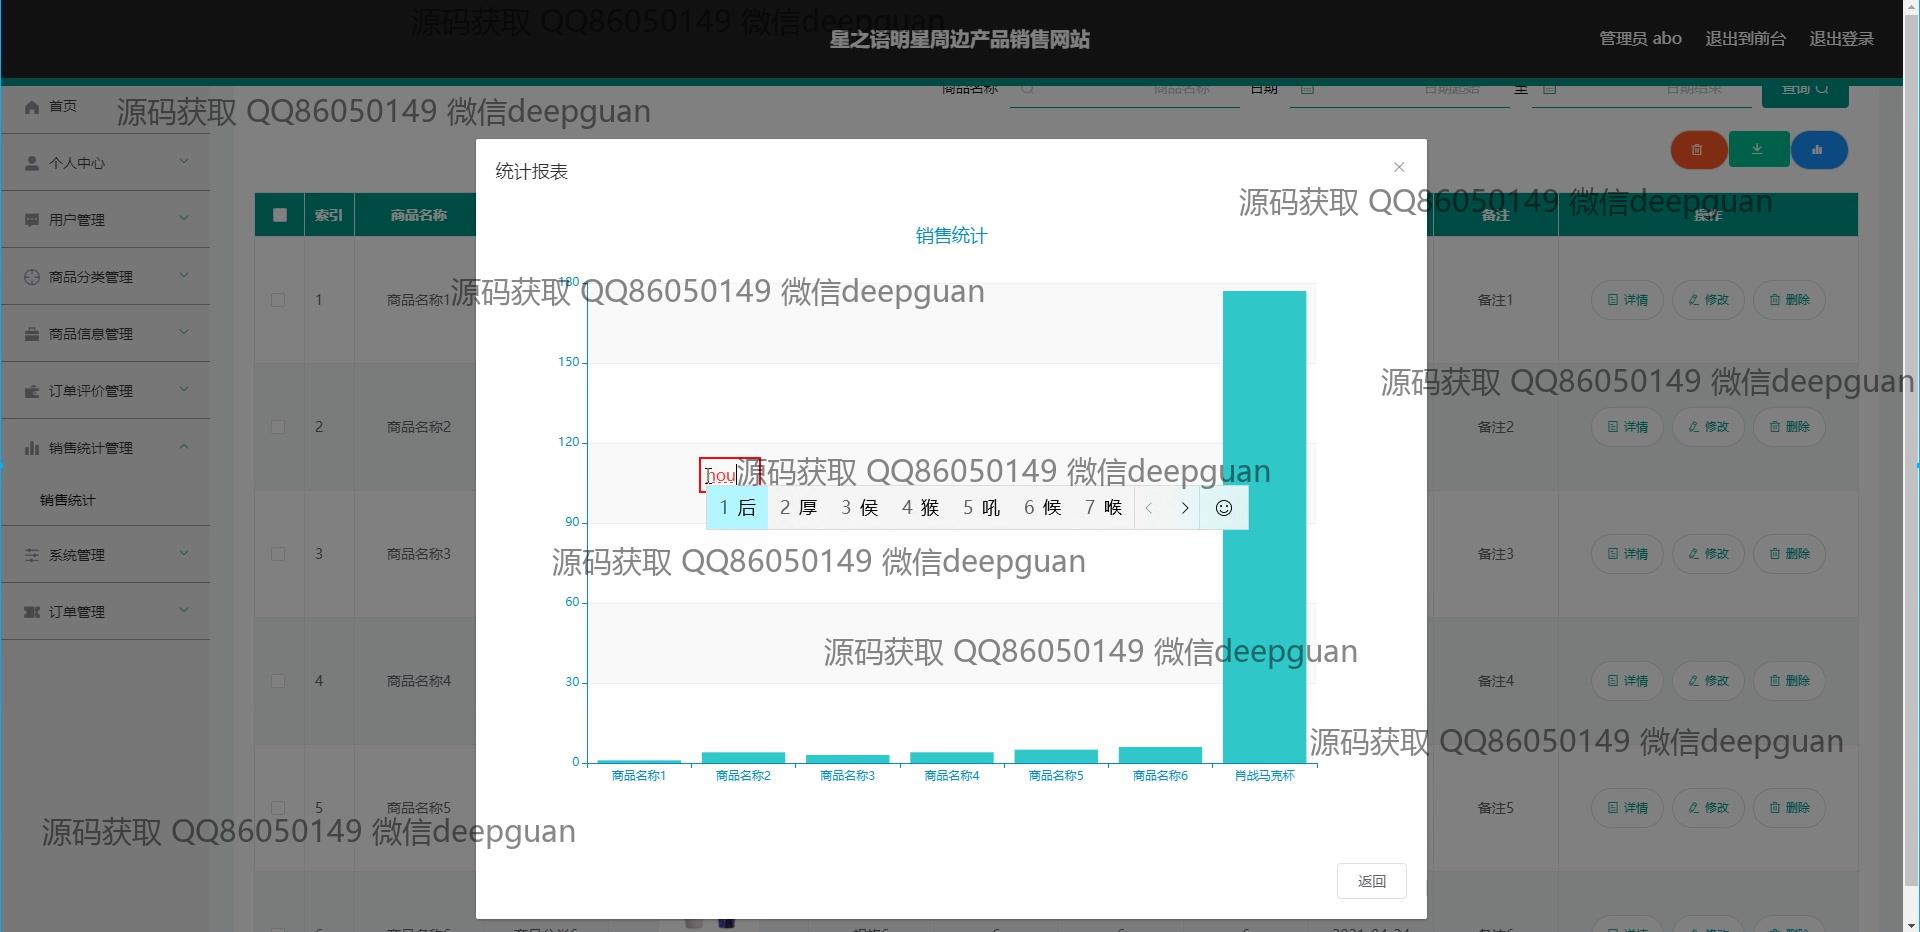 源码获取 QQ86050149 微信deepguan
星之语明星周边产品销售网站
管理员 abo 退出到前台 退出登录
商品名称 商品名称 日期 日期起始 至 日期结束 查询
首页
源码获取 QQ86050149 微信deepguan
个人中心
用户管理
商品分类管理
商品信息管理
订单评价管理
销售统计管理
销售统计
系统管理
订单管理
统计报表
源码获取 QQ86050149 微信deepguan
索引 商品名称 备注 操作
销售统计
180
源码获取 QQ86050149 微信deepguan
1 商品名称1 备注1 详情 修改 删除
150
源码获取 QQ86050149 微信deepguan
2 商品名称2 备注2 详情 修改 删除
120
hou
源码获取 QQ86050149 微信deepguan
1 后 2 厚 3 侯 4 猴 5 吼 6 候 7 喉
90
3 商品名称3 备注3 详情 修改 删除
源码获取 QQ86050149 微信deepguan
60
源码获取 QQ86050149 微信deepguan
30
4 商品名称4 备注4 详情 修改 删除
源码获取 QQ86050149 微信deepguan
0
商品名称1 商品名称2 商品名称3 商品名称4 商品名称5 商品名称6 肖战马克杯
5 商品名称5 备注5 详情 修改 删除
源码获取 QQ86050149 微信deepguan
返回